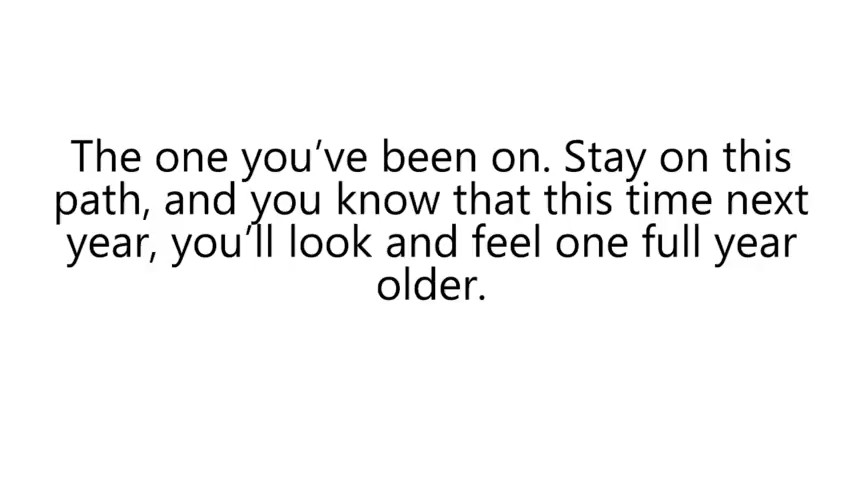 The one you’ve been on. Stay on this
path, and you know that this time next
year, you’ll look and feel one full year
older.